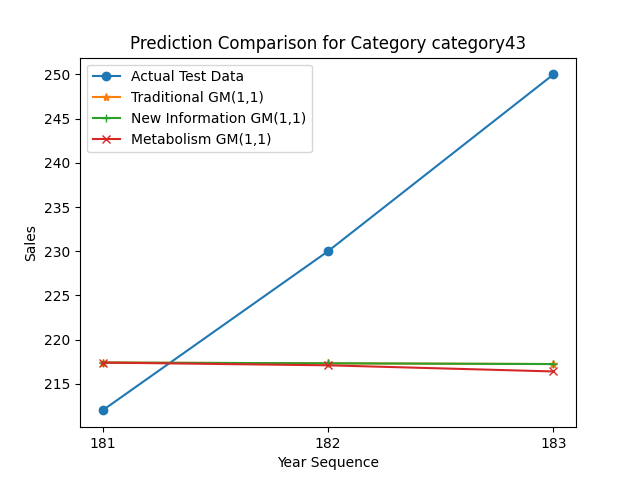 Prediction Comparison for Category category43
Actual Test Data
Traditional GM(1,1)
New Information GM(1,1)
Metabolism GM(1,1)
Sales
250
245
240
235
230
225
220
215
181
182
183
Year Sequence